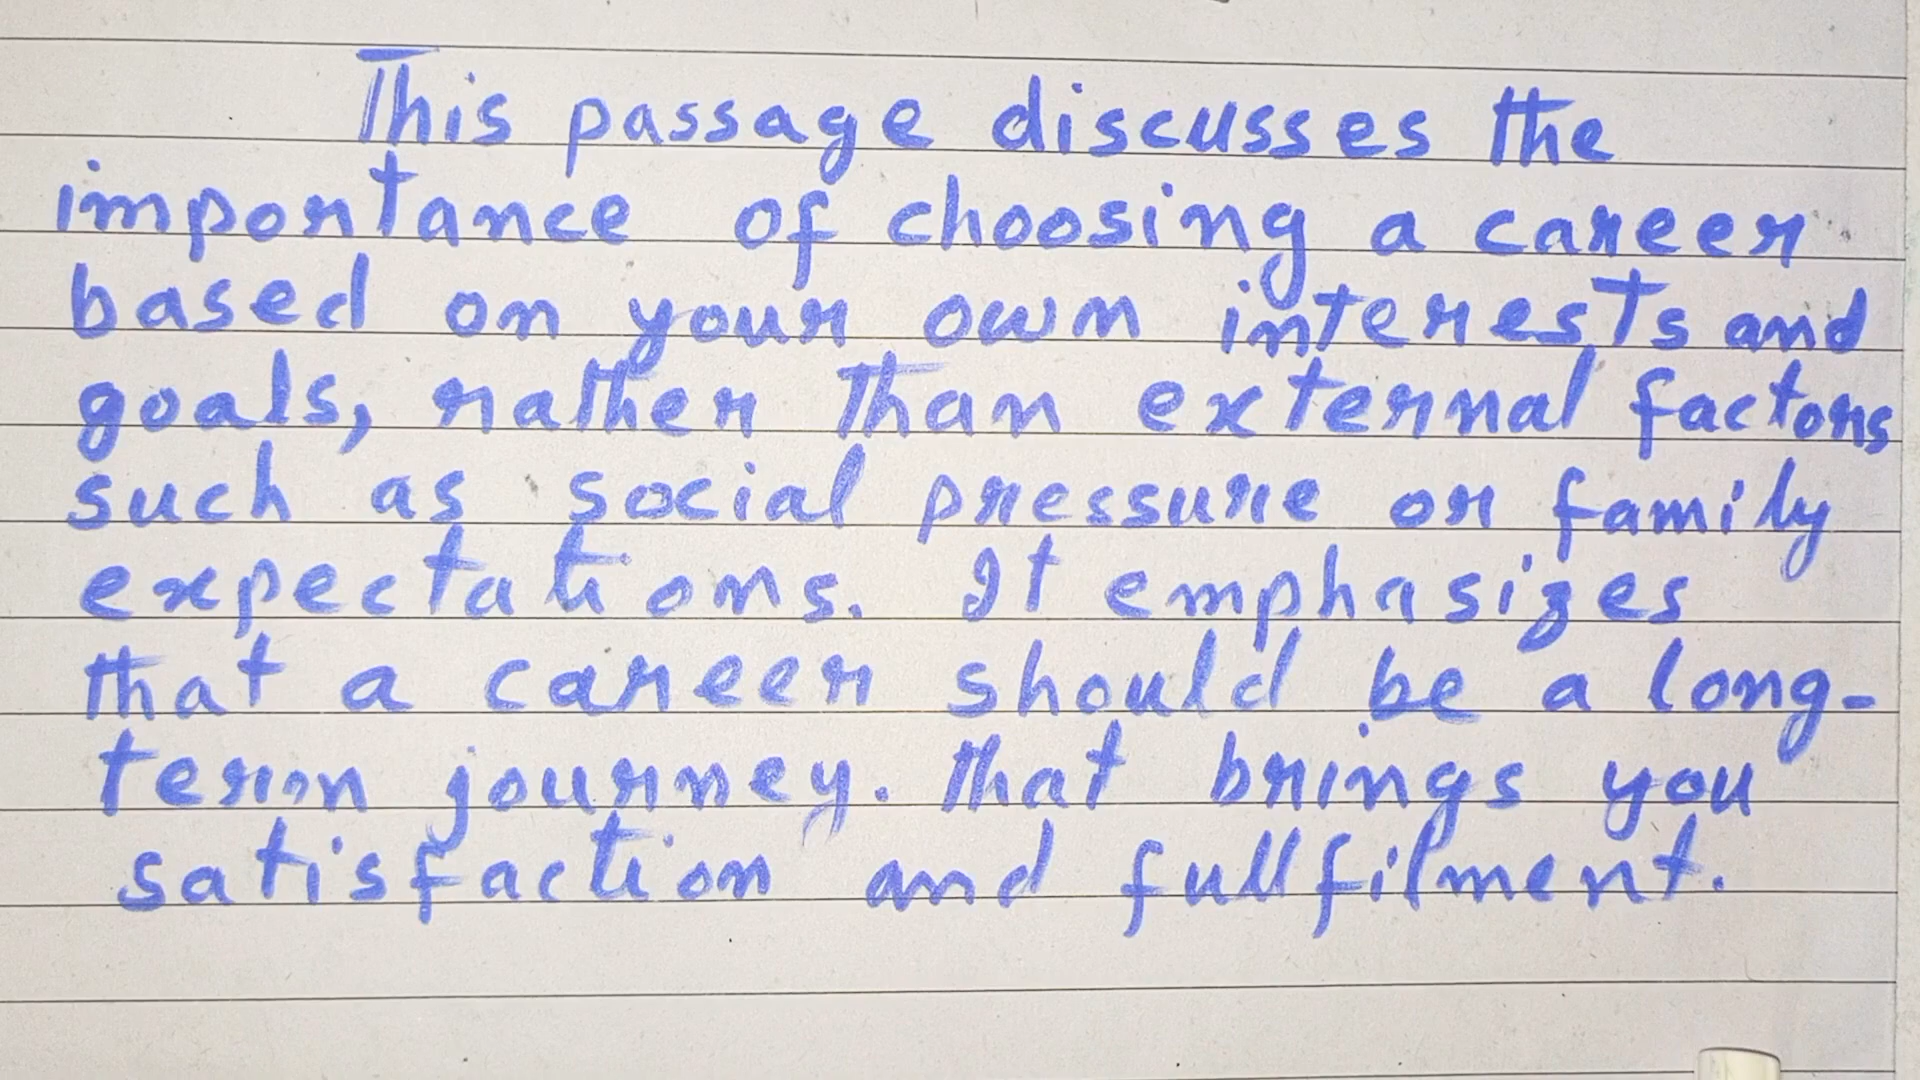 This passage discusses the
importance of choosing a career
based on your own interests and
goals, rather than external factors
such as social pressure or family
expectations. It emphasizes
that a career should be a long-
term journey. that brings you
satisfaction and fullfilment.